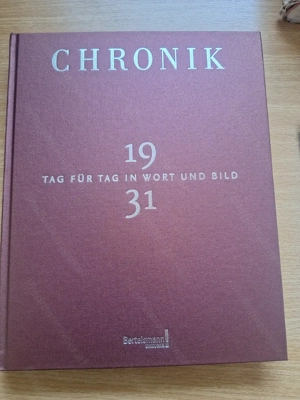 CHRONIK
19
TAG FÜR TAG IN WORT UND BILD
31
Bertelsmann